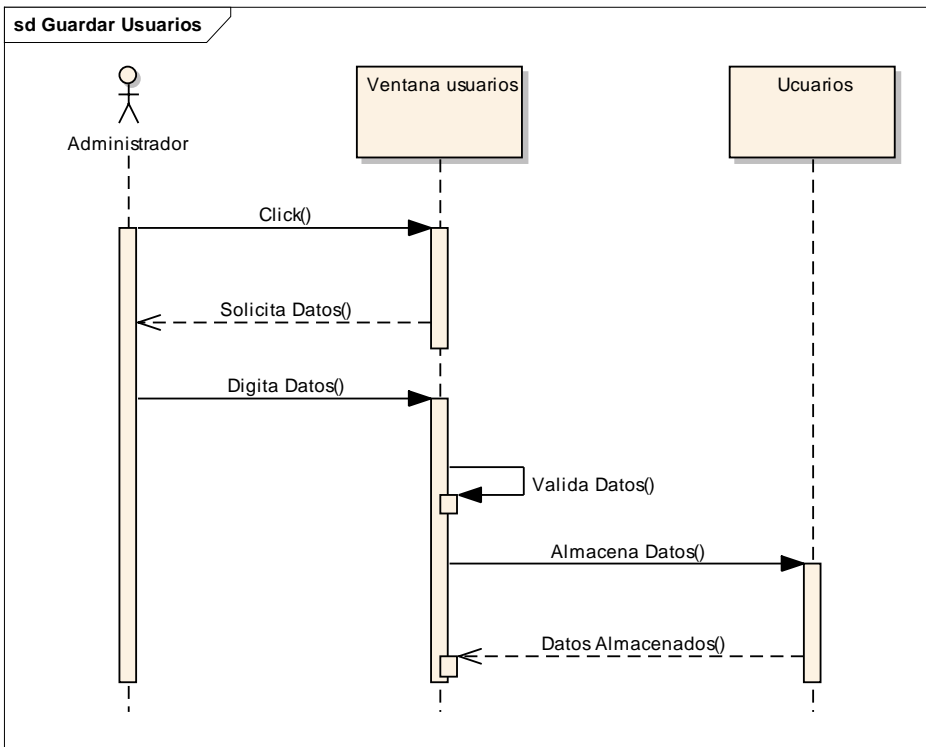 sd Guardar Usuarios
Administrador
Ventana usuarios
Ucuarios
Click()
Solicita Datos()
Digita Datos()
Valida Datos()
Almacena Datos()
Datos Almacenados()